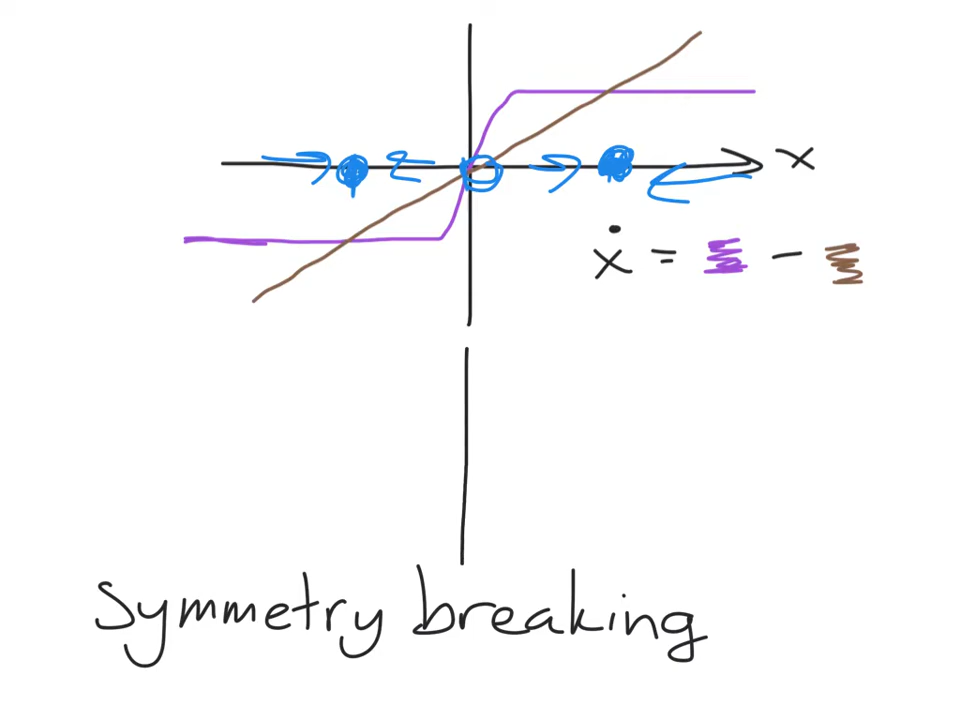 x
ẋ = -
Symmetry breaking